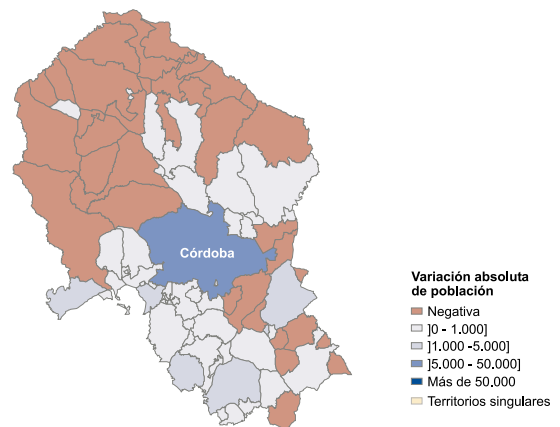 Córdoba
Variación absoluta
de población
Negativa
]0 - 1.000]
]1.000 -5.000]
]5.000 - 50.000]
Más de 50.000
Territorios singulares